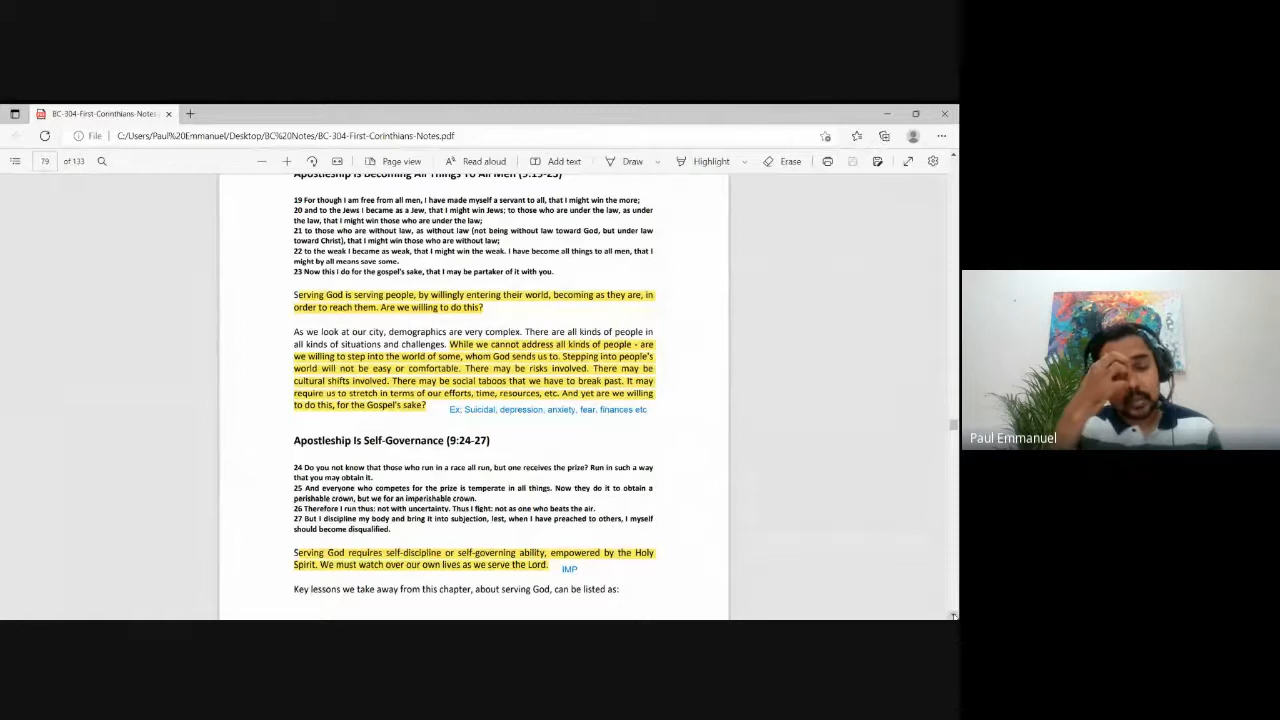 BC-304-First-Corinthians-Notes
File
C:/Users/Paul%20Emmanuel/Desktop/BC%20Notes/BC-304-First-Corinthians-Notes.pdf
79 of 133
Page view
Read aloud
Add text
Draw
Highlight
Erase
Apostleship Is Becoming All Things To All Men (9:19-23)
19 For though I am free from all men, I have made myself a servant to all, that I might win the more;
20 and to the Jews I became as a Jew, that I might win Jews; to those who are under the law, as under
the law, that I might win those who are under the law;
21 to those who are without law, as without law (not being without law toward God, but under law
toward Christ), that I might win those who are without law;
22 to the weak I became as weak, that I might win the weak. I have become all things to all men, that I
might by all means save some.
23 Now this I do for the gospel's sake, that I may be partaker of it with you.
Serving God is serving people, by willingly entering their world, becoming as they are, in
order to reach them. Are we willing to do this?
As we look at our city, demographics are very complex. There are all kinds of people in
all kinds of situations and challenges. While we cannot address all kinds of people - are
we willing to step into the world of some, whom God sends us to. Stepping into people's
world will not be easy or comfortable. There may be risks involved. There may be
cultural shifts involved. There may be social taboos that we have to break past. It may
require us to stretch in terms of our efforts, time, resources, etc. And yet are we willing
to do this, for the Gospel's sake?
Ex: Suicidal, depression, anxiety, fear, finances etc
Apostleship Is Self-Governance (9:24-27)
24 Do you not know that those who run in a race all run, but one receives the prize? Run in such a way
that you may obtain it.
25 And everyone who competes for the prize is temperate in all things. Now they do it to obtain a
perishable crown, but we for an imperishable crown.
26 Therefore I run thus: not with uncertainty. Thus I fight: not as one who beats the air.
27 But I discipline my body and bring it into subjection, lest, when I have preached to others, I myself
should become disqualified.
Serving God requires self-discipline or self-governing ability, empowered by the Holy
Spirit. We must watch over our own lives as we serve the Lord.
IMP
Key lessons we take away from this chapter, about serving God, can be listed as:
Paul Emmanuel